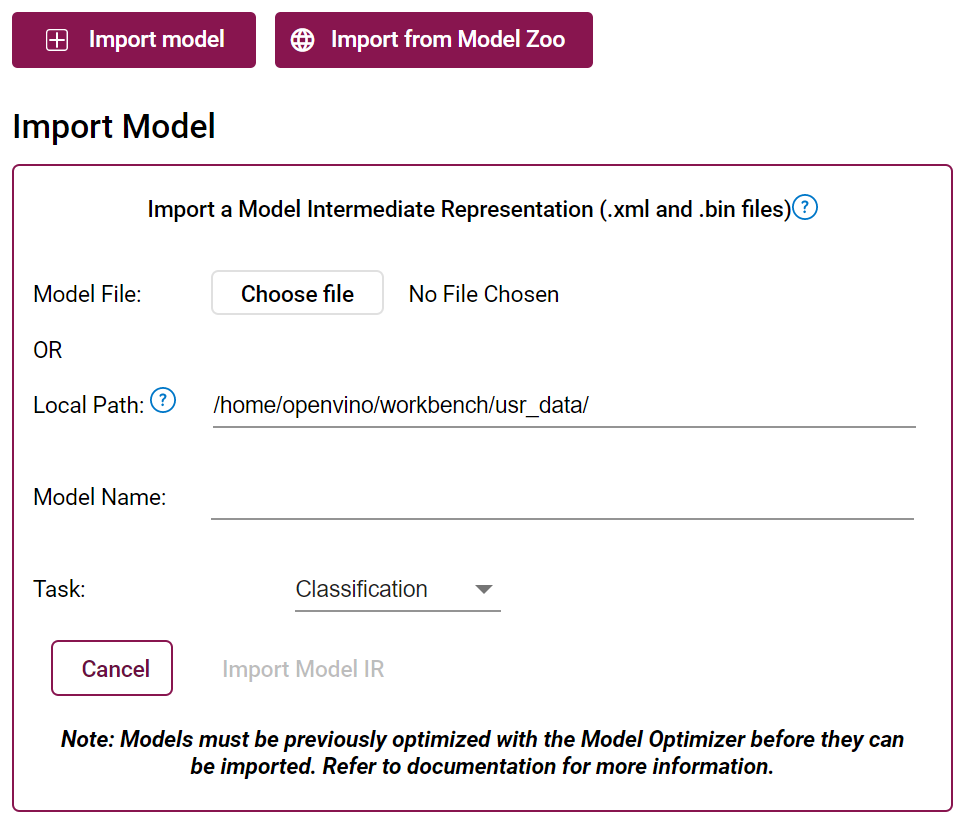 Import model
Import from Model Zoo
Import Model
Import a Model Intermediate Representation (.xml and .bin files)?
Model File:
Choose file
No File Chosen
OR
Local Path: ?
/home/openvino/workbench/usr_data/
Model Name:
Task:
Classification
Cancel
Import Model IR
Note: Models must be previously optimized with the Model Optimizer before they can
be imported. Refer to documentation for more information.